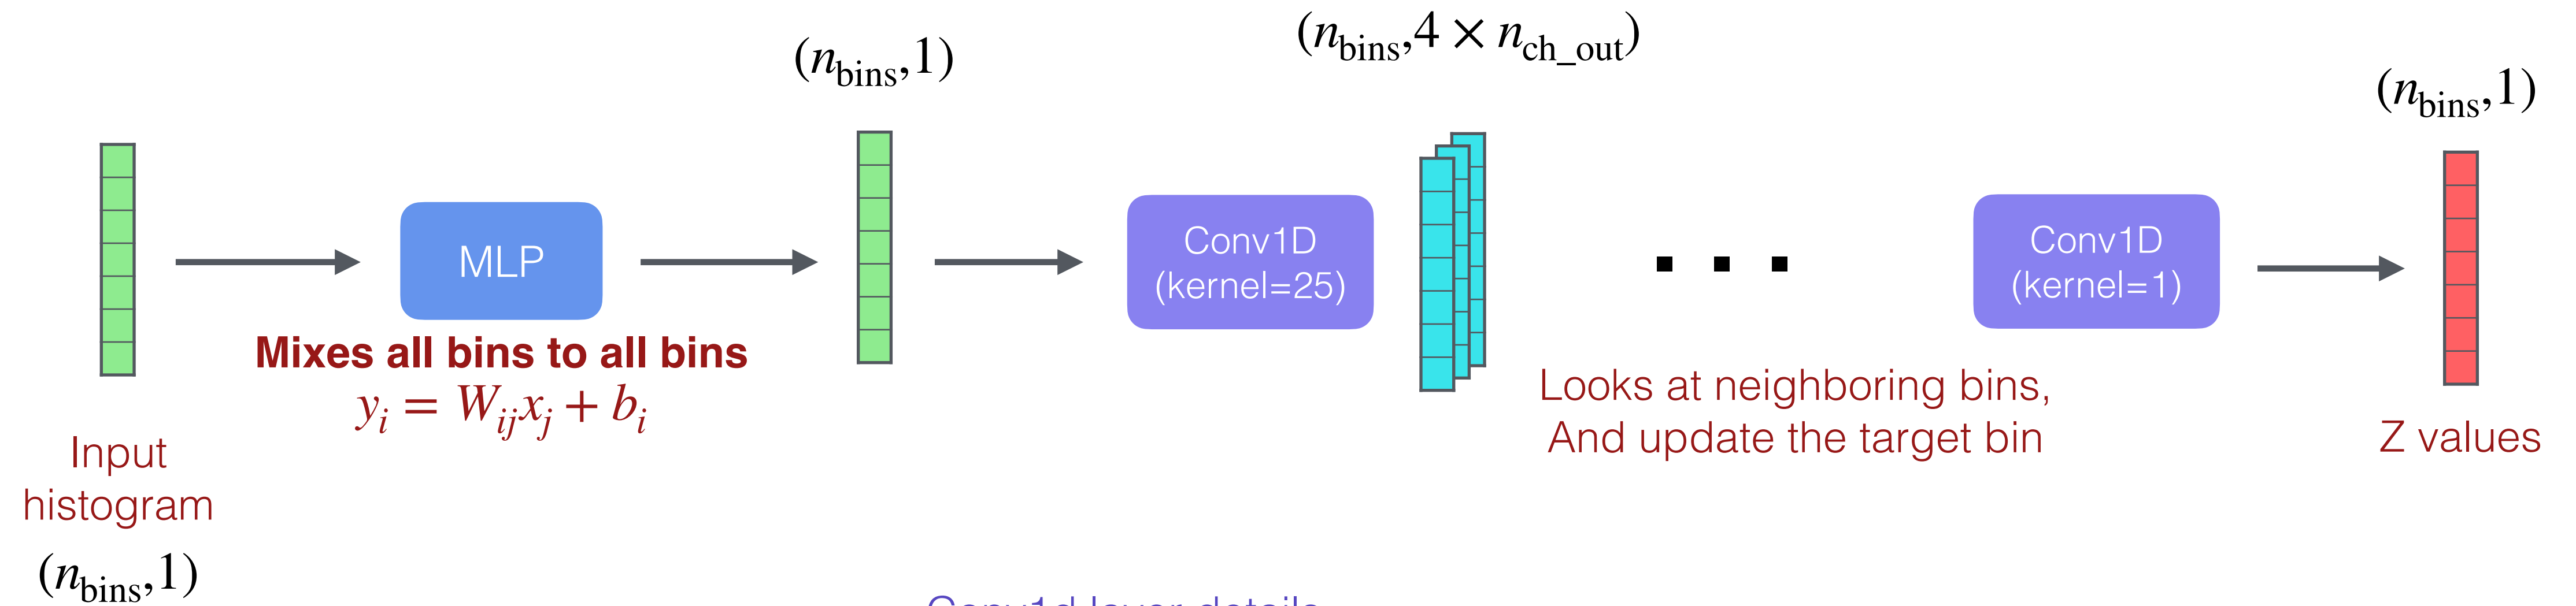 (n_bins,1)
(n_bins,4 × n_ch_out)
(n_bins,1)
MLP
Conv1D
(kernel=25)
Conv1D
(kernel=1)
Mixes all bins to all bins
y_i = W_ij x_j + b_i
Looks at neighboring bins,
And update the target bin
Z values
Input
histogram
(n_bins,1)